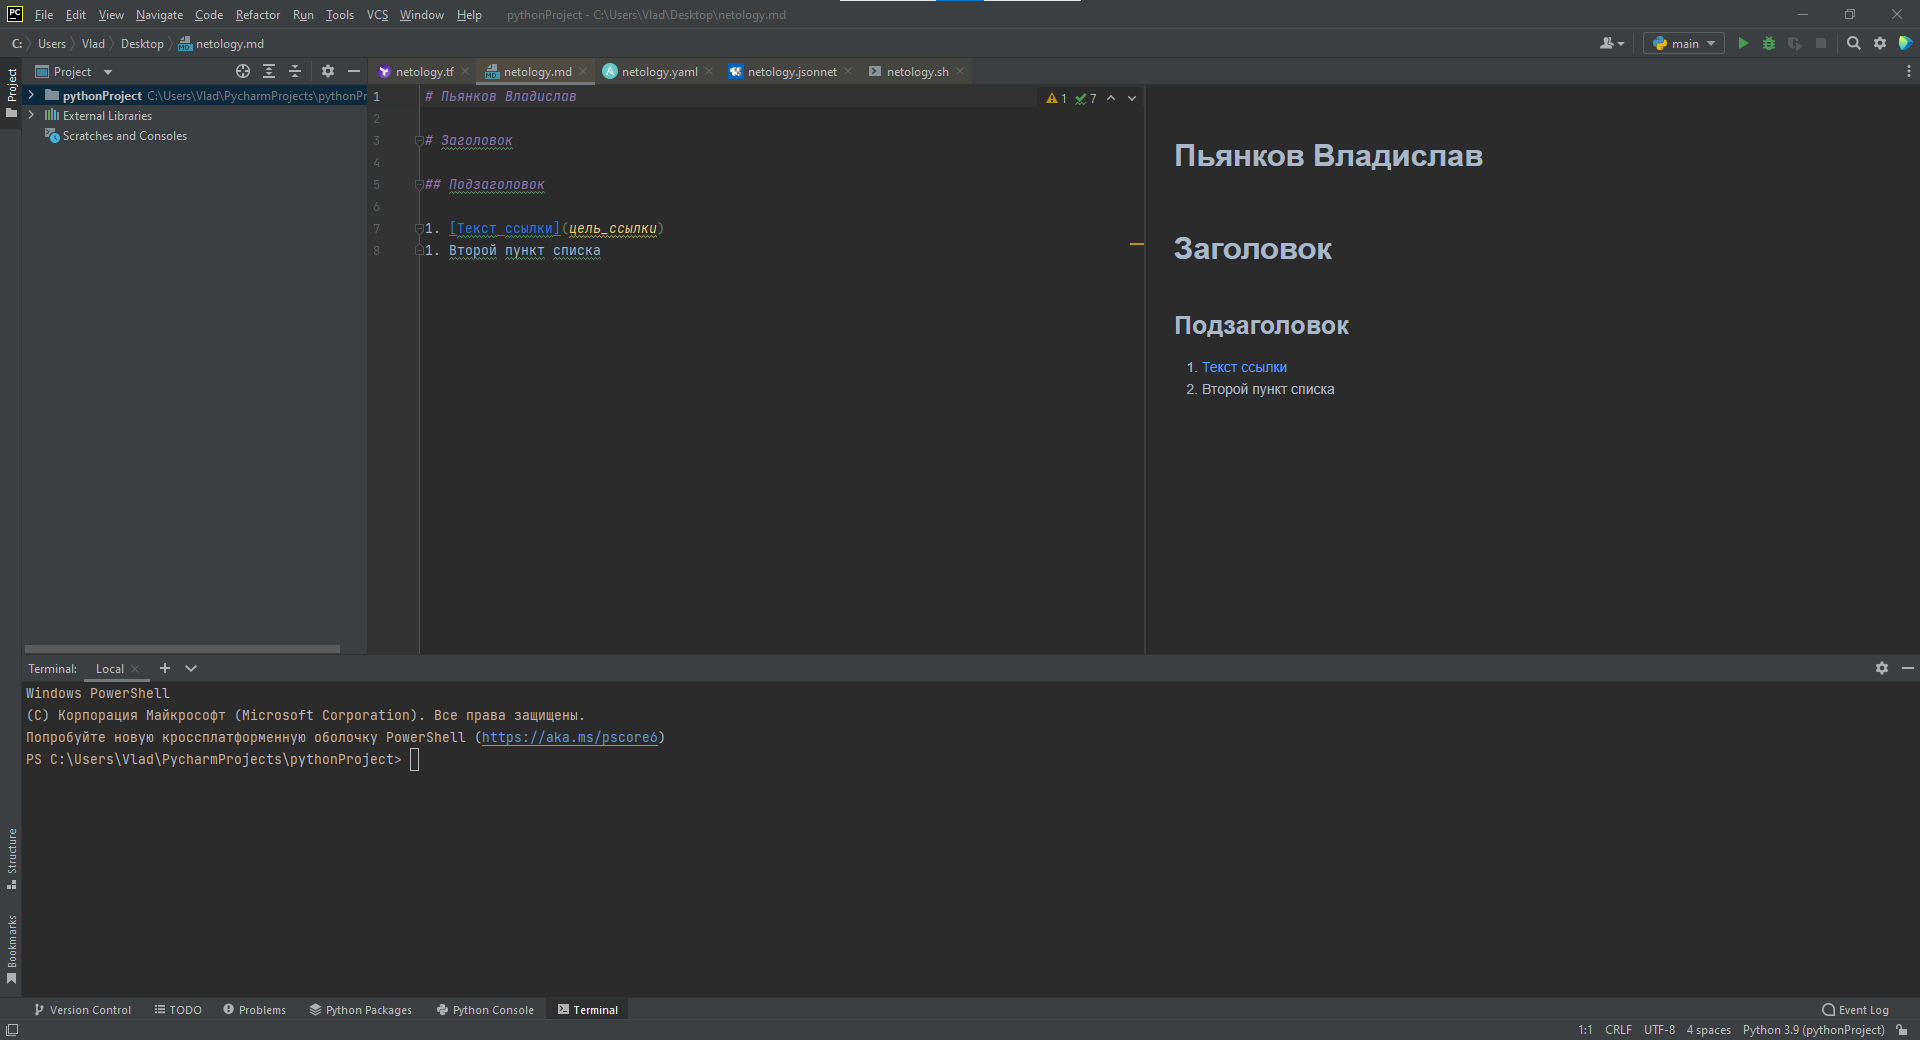 PC File Edit View Navigate Code Refactor Run Tools VCS Window Help pythonProject - C:\Users\Vlad\Desktop\netology.md
C: Users Vlad Desktop netology.md main
Project
Project netology.tf netology.md netology.yaml netology.jsonnet netology.sh
pythonProject C:\Users\Vlad\PycharmProjects\pythonPr
External Libraries
Scratches and Consoles
1 # Пьянков Владислав
1 7
2
3 # Заголовок
4
5 ## Подзаголовок
6
7 1. [Текст ссылки](цель_ссылки)
8 1. Второй пункт списка
Пьянков Владислав
Заголовок
Подзаголовок
1. Текст ссылки
2. Второй пункт списка
Terminal: Local
Windows PowerShell
(C) Корпорация Майкрософт (Microsoft Corporation). Все права защищены.
Попробуйте новую кроссплатформенную оболочку PowerShell (https://aka.ms/pscore6)
PS C:\Users\Vlad\PycharmProjects\pythonProject>
Structure
Bookmarks
Version Control TODO Problems Python Packages Python Console Terminal Event Log
1:1 CRLF UTF-8 4 spaces Python 3.9 (pythonProject)